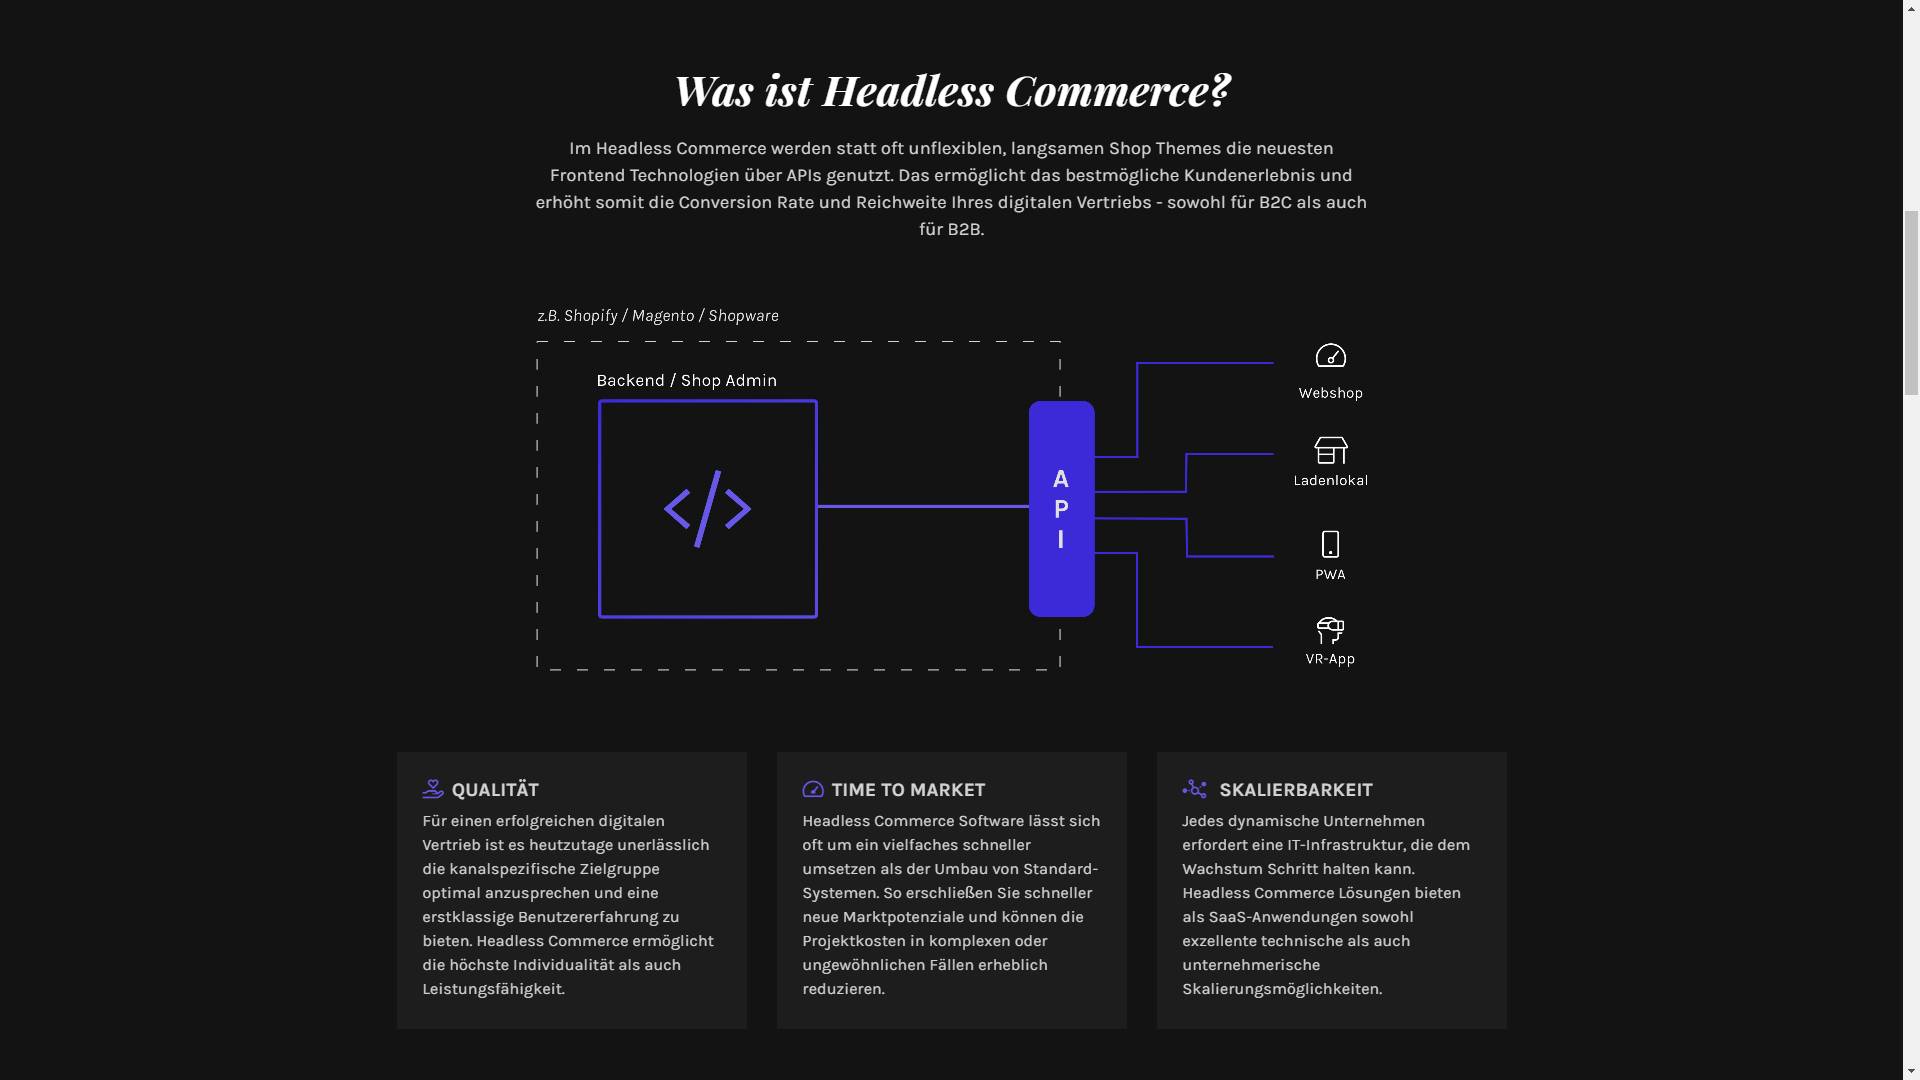 Was ist Headless Commerce?
Im Headless Commerce werden statt oft unflexiblen, langsamen Shop Themes die neuesten
Frontend Technologien über APIs genutzt. Das ermöglicht das bestmögliche Kundenerlebnis und
erhöht somit die Conversion Rate und Reichweite Ihres digitalen Vertriebs - sowohl für B2C als auch
für B2B.
z.B. Shopify / Magento / Shopware
Backend / Shop Admin
A
P
I
Webshop
Ladenlokal
PWA
VR-App
QUALITÄT
Für einen erfolgreichen digitalen
Vertrieb ist es heutzutage unerlässlich
die kanalspezifische Zielgruppe
optimal anzusprechen und eine
erstklassige Benutzererfahrung zu
bieten. Headless Commerce ermöglicht
die höchste Individualität als auch
Leistungsfähigkeit.
TIME TO MARKET
Headless Commerce Software lässt sich
oft um ein vielfaches schneller
umsetzen als der Umbau von Standard-
Systemen. So erschließen Sie schneller
neue Marktpotenziale und können die
Projektkosten in komplexen oder
ungewöhnlichen Fällen erheblich
reduzieren.
SKALIERBARKEIT
Jedes dynamische Unternehmen
erfordert eine IT-Infrastruktur, die dem
Wachstum Schritt halten kann.
Headless Commerce Lösungen bieten
als SaaS-Anwendungen sowohl
exzellente technische als auch
unternehmerische
Skalierungsmöglichkeiten.